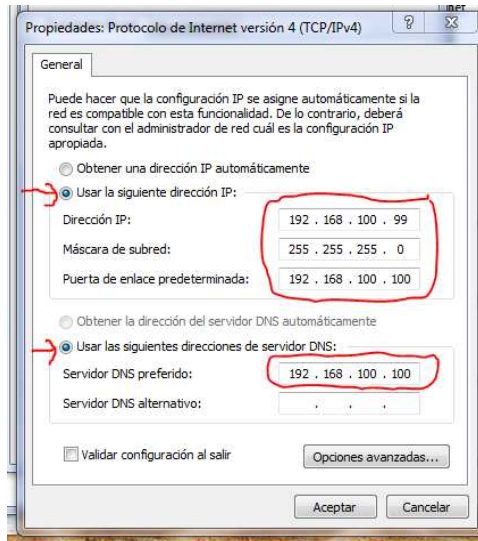 Propiedades: Protocolo de Internet versión 4 (TCP/IPv4)
General
Puede hacer que la configuración IP se asigne automáticamente si la
red es compatible con esta funcionalidad. De lo contrario, deberá
consultar con el administrador de red cuál es la configuración IP
apropiada.
Obtener una dirección IP automáticamente
Usar la siguiente dirección IP:
Dirección IP: 192 . 168 . 100 . 99
Máscara de subred: 255 . 255 . 255 . 0
Puerta de enlace predeterminada: 192 . 168 . 100 . 100
Obtener la dirección del servidor DNS automáticamente
Usar las siguientes direcciones de servidor DNS:
Servidor DNS preferido: 192 . 168 . 100 . 100
Servidor DNS alternativo: . . .
Validar configuración al salir
Opciones avanzadas...
Aceptar Cancelar